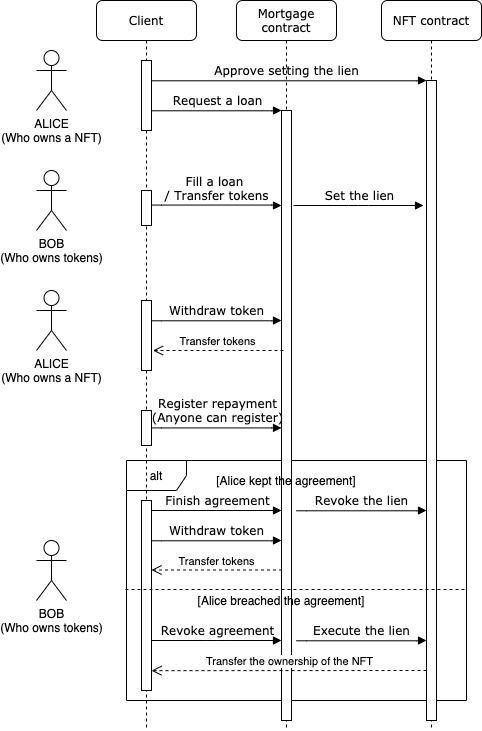 Client
Mortgage
contract
NFT contract
Approve setting the lien
Request a loan
ALICE
(Who owns a NFT)
Fill a loan
/ Transfer tokens
Set the lien
BOB
(Who owns tokens)
Withdraw token
Transfer tokens
ALICE
(Who owns a NFT)
Register repayment
(Anyone can register)
alt
[Alice kept the agreement]
Finish agreement
Revoke the lien
Withdraw token
Transfer tokens
BOB
(Who owns tokens)
[Alice breached the agreement]
Revoke agreement
Execute the lien
Transfer the ownership of the NFT